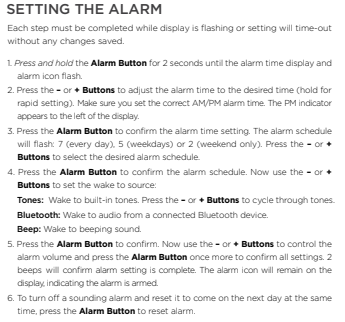 SETTING THE ALARM
Each step must be completed while display is flashing or setting will time-out
without any changes saved.
1. Press and hold the Alarm Button for 2 seconds until the alarm time display and
alarm icon flash.
2. Press the – or + Buttons to adjust the alarm time to the desired time (hold for
rapid setting). Make sure you set the correct AM/PM alarm time. The PM indicator
appears to the left of the display.
3. Press the Alarm Button to confirm the alarm time setting. The alarm schedule
will flash: 7 (every day), 5 (weekdays) or 2 (weekend only). Press the – or +
Buttons to select the desired alarm schedule.
4. Press the Alarm Button to confirm the alarm schedule. Now use the – or +
Buttons to set the wake to source:
Tones: Wake to built-in tones. Press the – or + Buttons to cycle through tones.
Bluetooth: Wake to audio from a connected Bluetooth device.
Beep: Wake to beeping sound.
5. Press the Alarm Button to confirm. Now use the – or + Buttons to control the
alarm volume and press the Alarm Button once more to confirm all settings. 2
beeps will confirm alarm setting is complete. The alarm icon will remain on the
display, indicating the alarm is armed.
6. To turn off a sounding alarm and reset it to come on the next day at the same
time, press the Alarm Button to reset alarm.